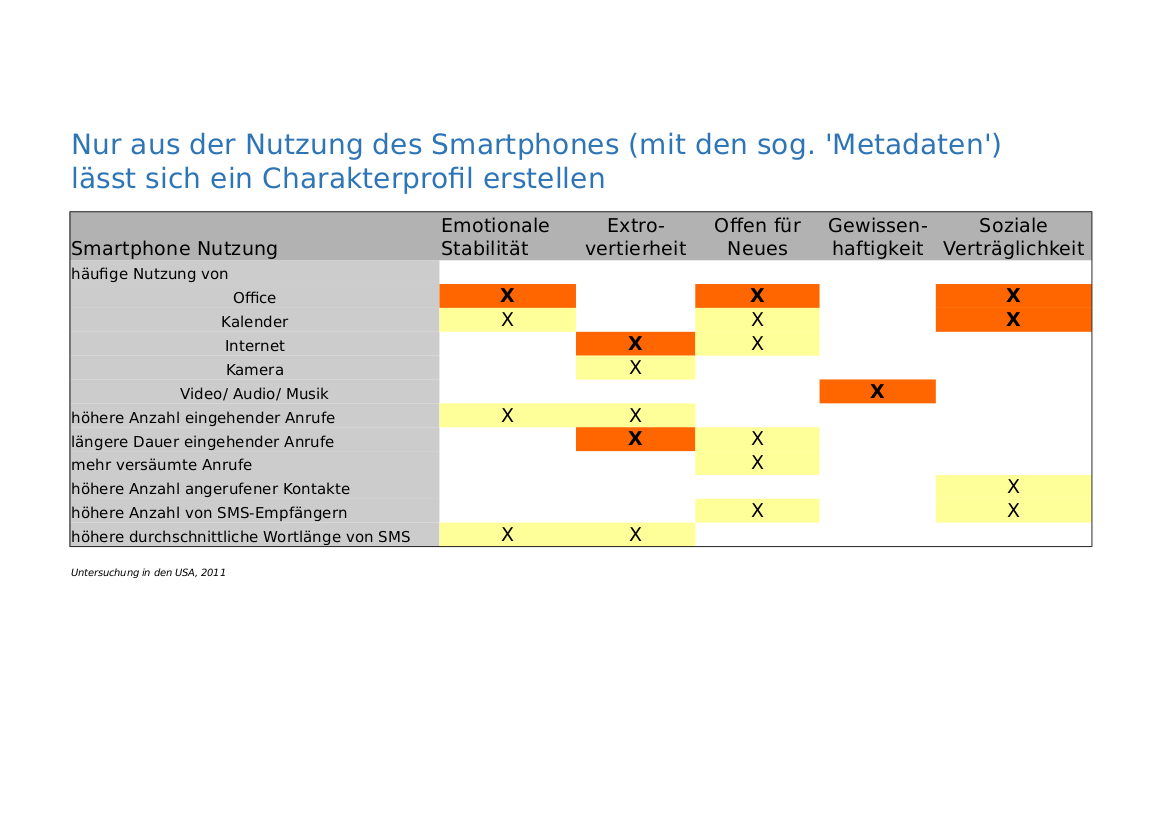 Nur aus der Nutzung des Smartphones (mit den sog. 'Metadaten')
lässt sich ein Charakterprofil erstellen
Emotionale Extro- Offen für Gewissen- Soziale
Smartphone Nutzung Stabilität vertierheit Neues haftigkeit Verträglichkeit
häufige Nutzung von
Office X X X
Kalender X X X
Internet X X
Kamera X
Video/ Audio/ Musik X
höhere Anzahl eingehender Anrufe X X
längere Dauer eingehender Anrufe X X
mehr versäumte Anrufe X
höhere Anzahl angerufener Kontakte X
höhere Anzahl von SMS-Empfängern X X
höhere durchschnittliche Wortlänge von SMS X X
Untersuchung in den USA, 2011